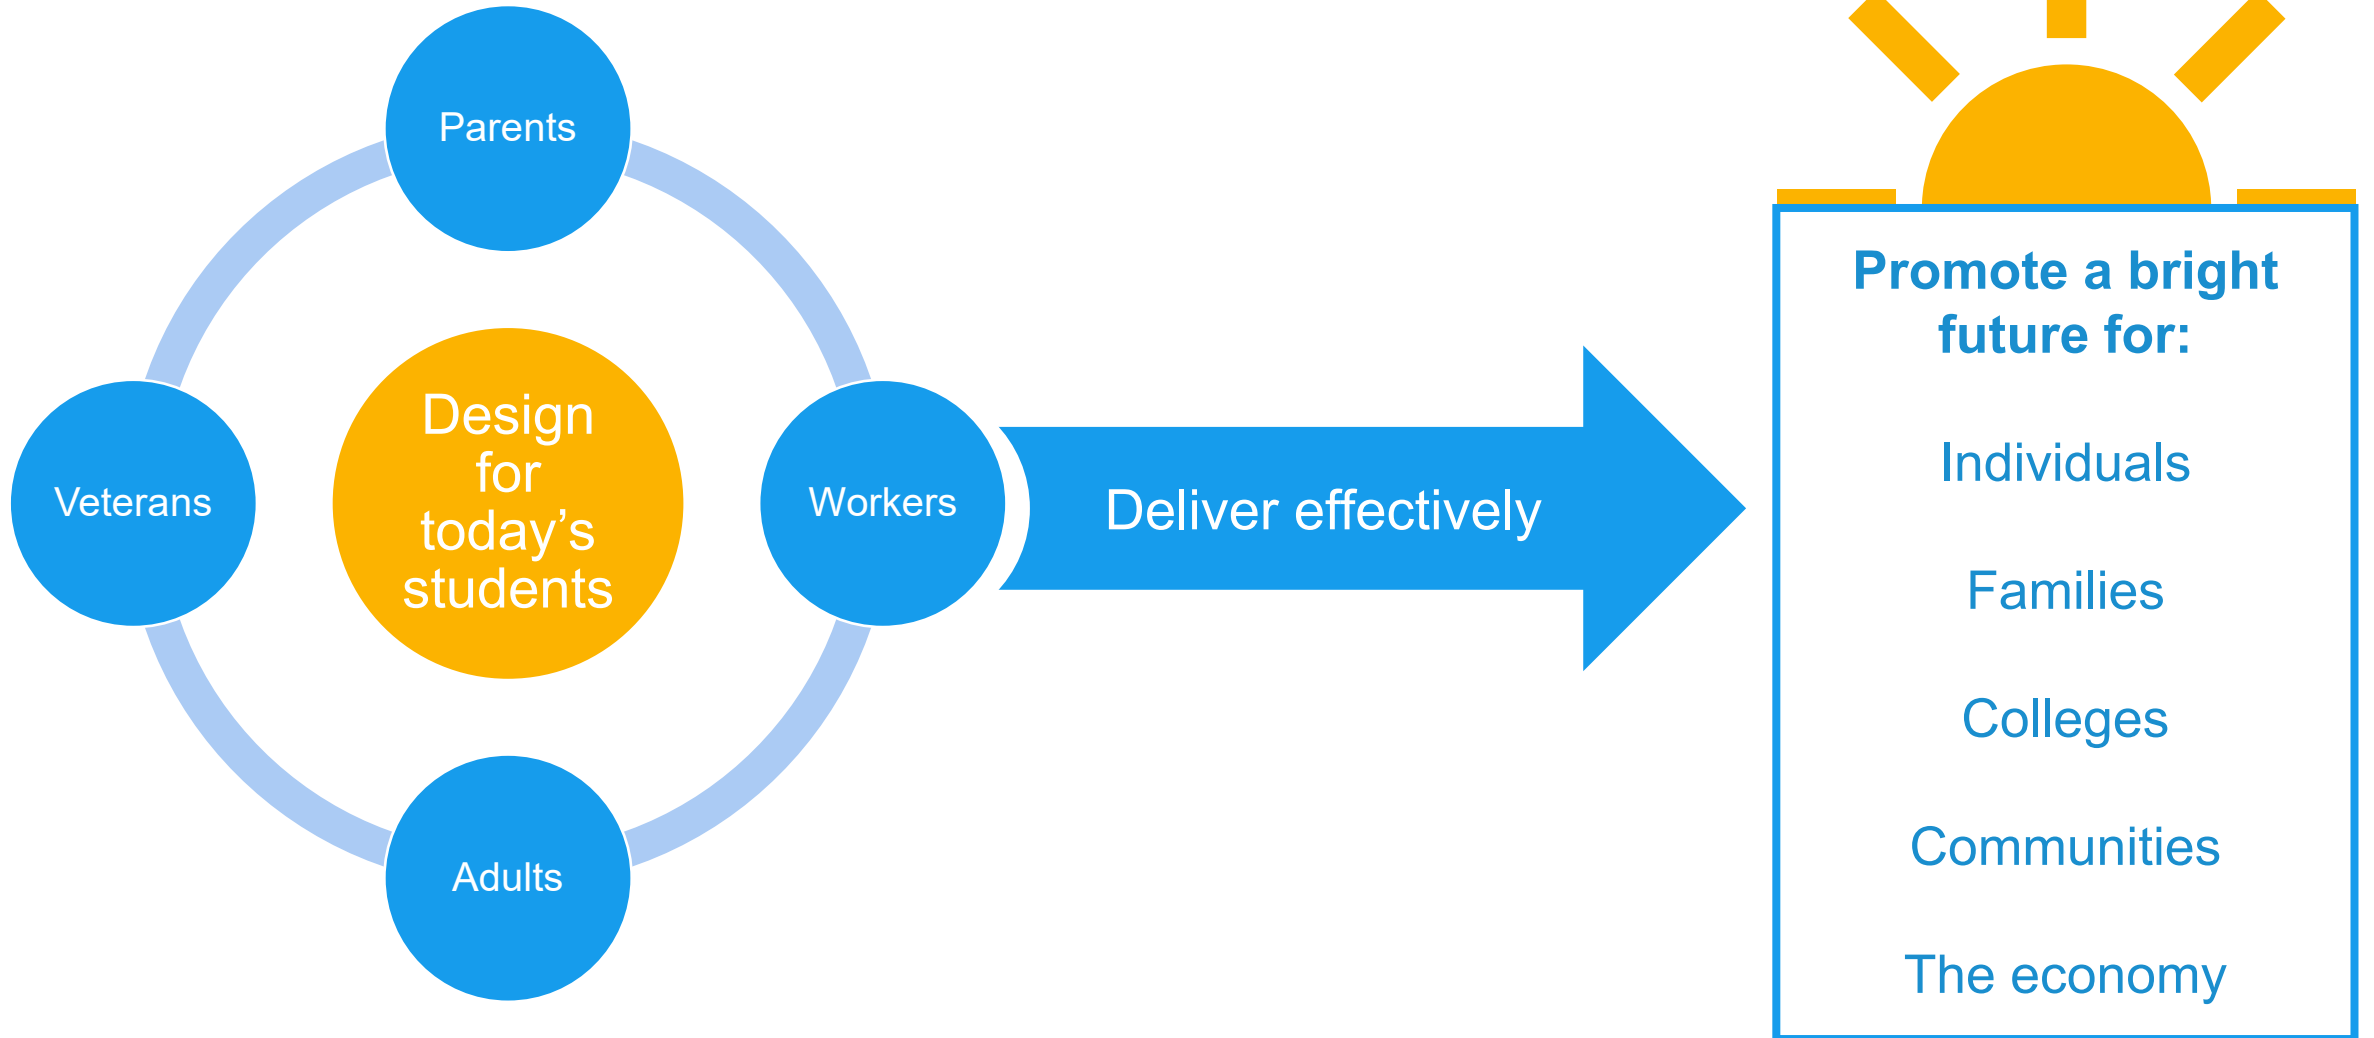 Parents
Veterans
Design
for
today’s
students
Workers
Adults
Deliver effectively
Promote a bright
future for:
Individuals
Families
Colleges
Communities
The economy